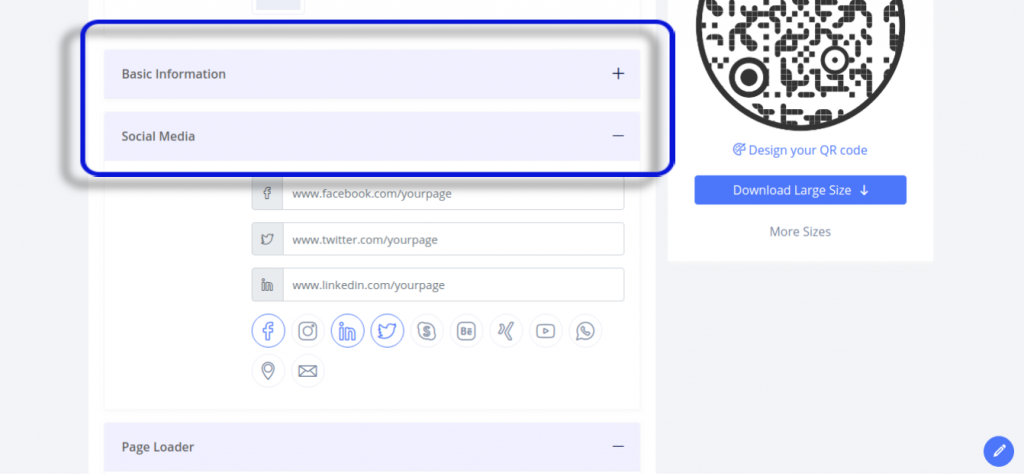 Basic Information
Social Media
www.facebook.com/yourpage
www.twitter.com/yourpage
www.linkedin.com/yourpage
Bē
Page Loader
Design your QR code
Download Large Size ↓
More Sizes